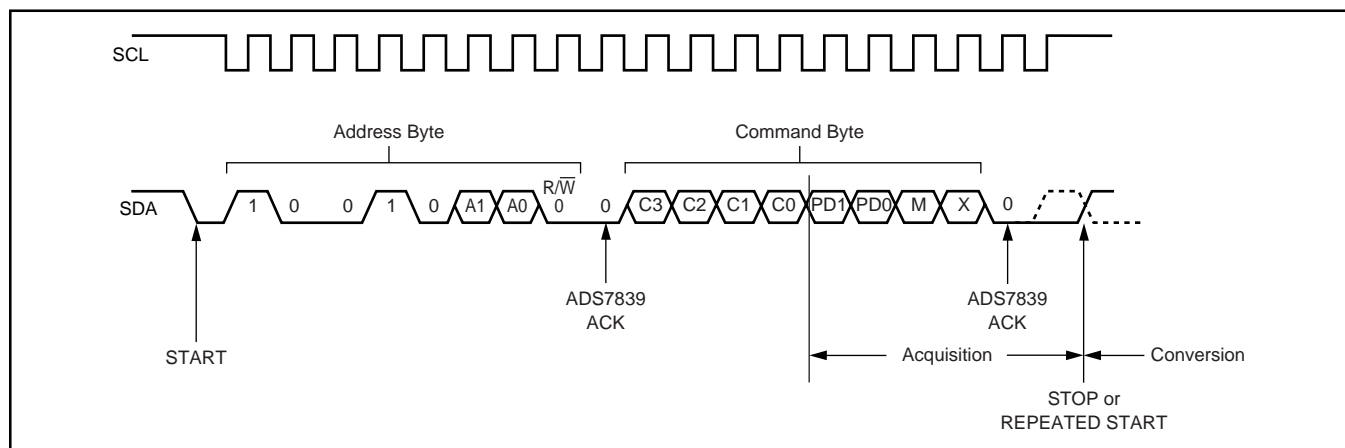 SCL
Address Byte
Command Byte
SDA
1 0 0 1 0 A1 A0 R/W̅ 0 0 C3 C2 C1 C0 PD1 PD0 M X 0
ADS7839
ACK
ADS7839
ACK
START
Acquisition
Conversion
STOP or
REPEATED START